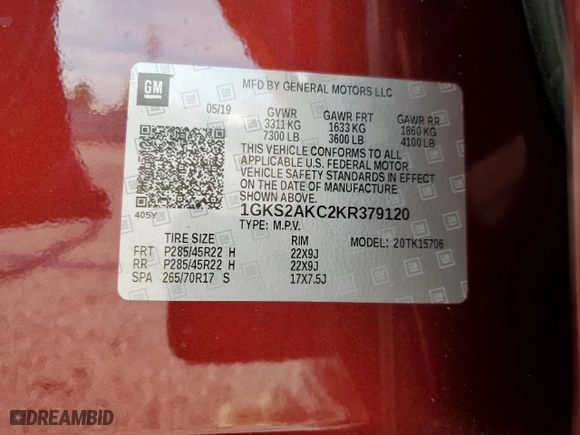 GM
MFD BY GENERAL MOTORS LLC
05/19
GVWR GAWR FRT GAWR RR
3311 KG 1633 KG 1860 KG
7300 LB 3600 LB 4100 LB
THIS VEHICLE CONFORMS TO ALL
APPLICABLE U.S. FEDERAL MOTOR
VEHICLE SAFETY STANDARDS IN EFFECT
ON THE DATE OF MANUFACTURE
SHOWN ABOVE.
405Y
1GKS2AKC2KR379120
TYPE: M.P.V.
TIRE SIZE RIM MODEL: 20TK15706
FRT P285/45R22 H 22X9J
RR P285/45R22 H 22X9J
SPA 265/70R17 S 17X7.5J
DREAMBID